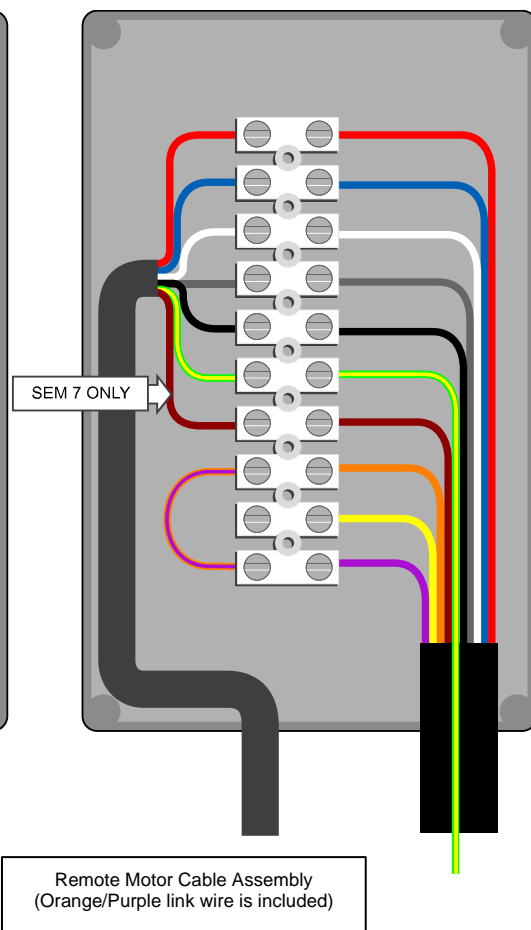 SEM 7 ONLY
Remote Motor Cable Assembly
(Orange/Purple link wire is included)